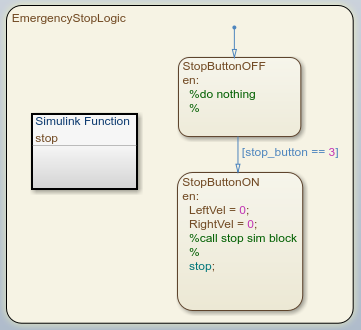 EmergencyStopLogic
StopButtonOFF
en:
%do nothing
%
Simulink Function
stop
[stop_button == 3]
StopButtonON
en:
LeftVel = 0;
RightVel = 0;
%call stop sim block
%
stop;